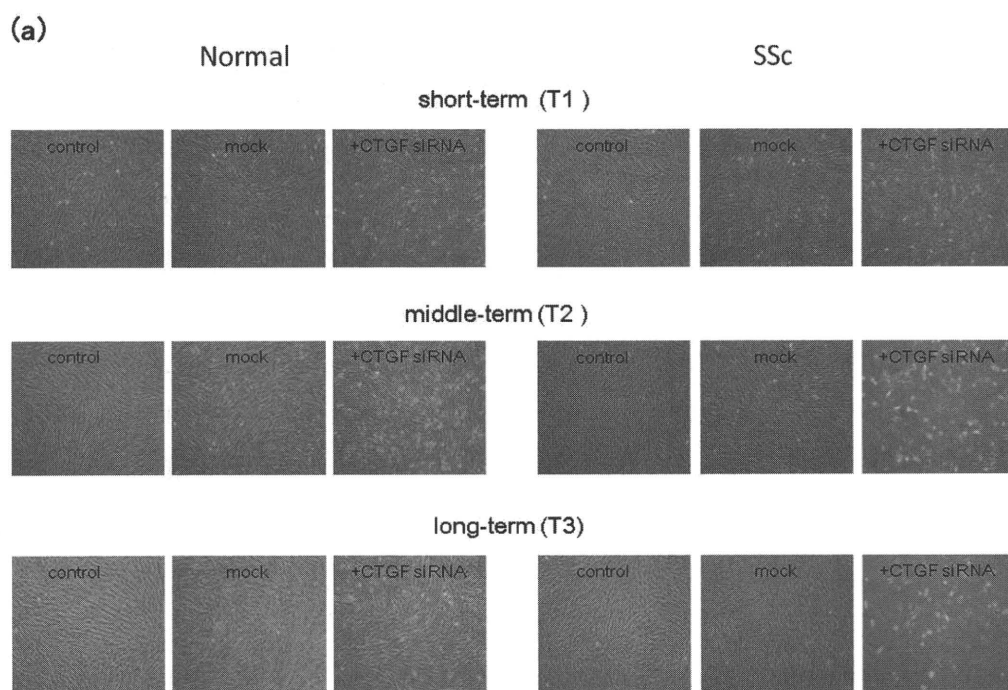 (a)
Normal SSc
short-term (T1 )
control mock +CTGF siRNA control mock +CTGF siRNA
middle-term (T2 )
control mock +CTGF siRNA control mock +CTGF siRNA
long-term (T3)
control mock +CTGF siRNA control mock +CTGF siRNA